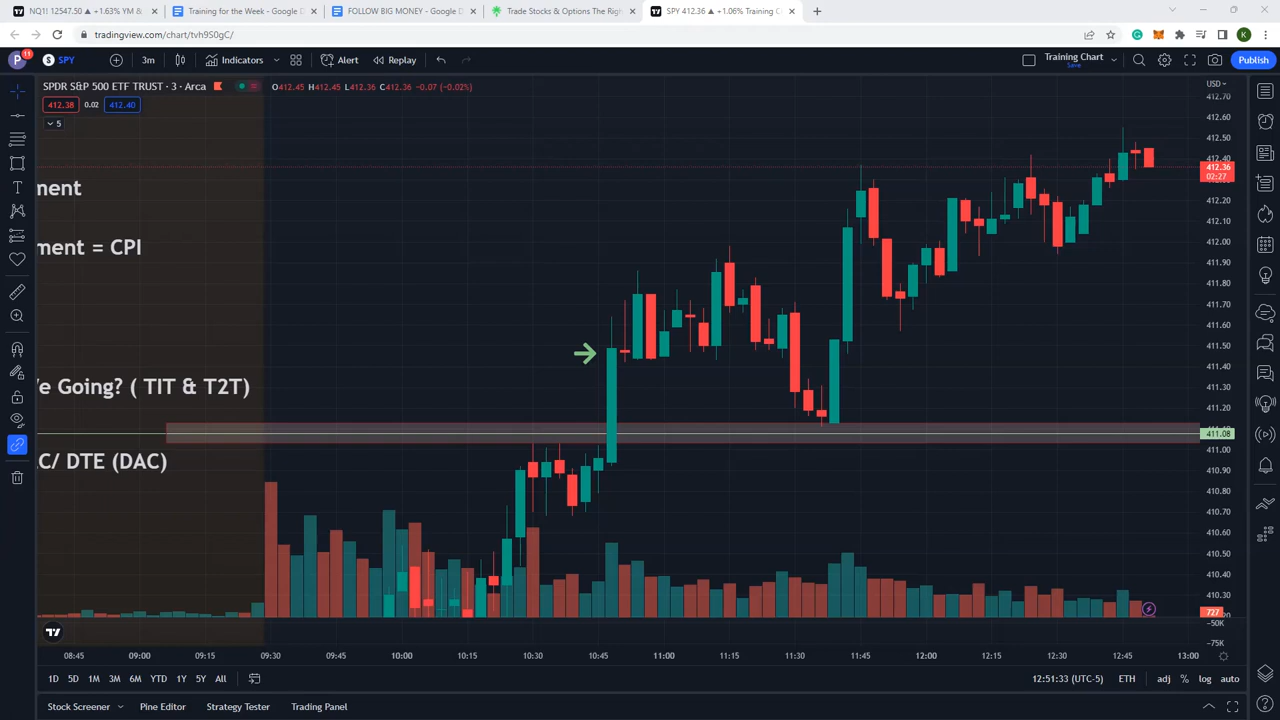 NQ1! 12547.50 ▲ +1.63% YM &
Training for the Week - Google D
FOLLOW BIG MONEY - Google D
Trade Stocks & Options The Righ
SPY 412.36 ▲ +1.06% Training C
tradingview.com/chart/tvh9S0gC/
K
P
11
S
SPY
3m
Indicators
Alert
Replay
Training Chart
Save
Publish
SPDR S&P 500 ETF TRUST · 3 · Arca
O412.45 H412.45 L412.36 C412.36 -0.07 (-0.02%)
USD
412.38
0.02
412.40
5
ment
ment = CPI
e Going? ( TIT & T2T)
C/ DTE (DAC)
412.70
412.60
412.50
412.40
412.36
02:27
412.20
412.10
412.00
411.90
411.80
411.70
411.60
411.50
411.40
411.30
411.20
411.08
411.00
410.90
410.80
410.70
410.60
410.50
410.40
410.30
727
-50K
-75K
08:45
09:00
09:15
09:30
09:45
10:00
10:15
10:30
10:45
11:00
11:15
11:30
11:45
12:00
12:15
12:30
12:45
13:00
1D
5D
1M
3M
6M
YTD
1Y
5Y
All
12:51:33 (UTC-5)
ETH
adj
%
log
auto
Stock Screener
Pine Editor
Strategy Tester
Trading Panel